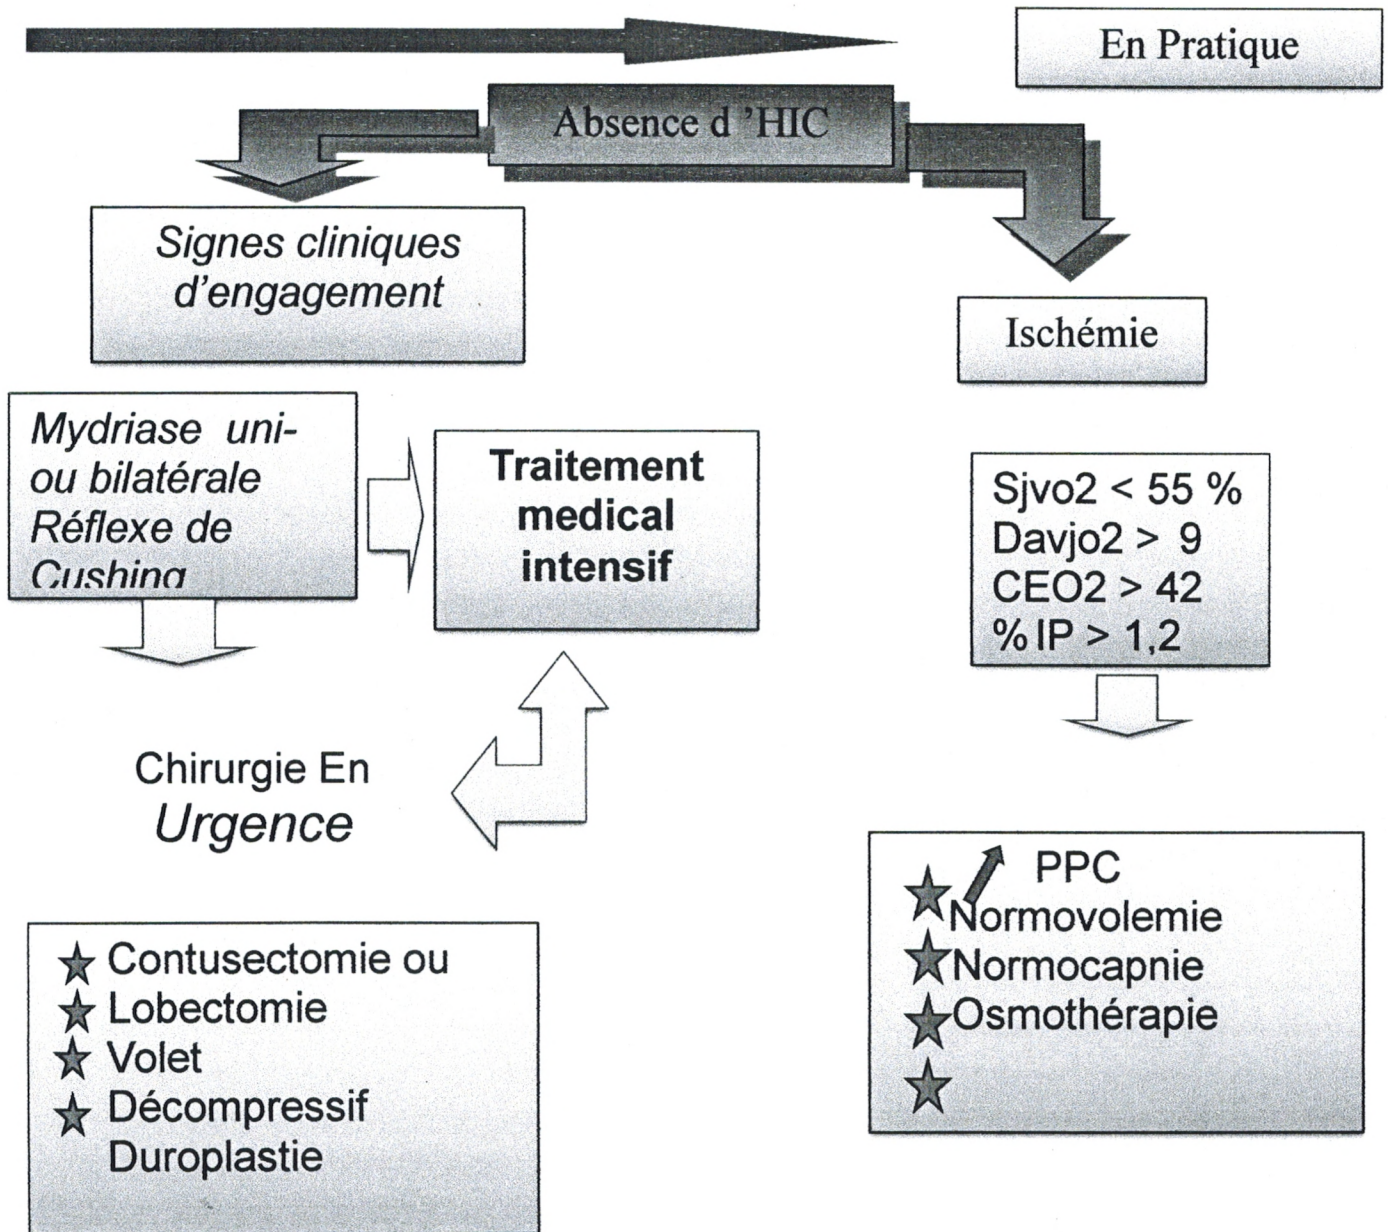 En Pratique
Absence d ’HIC
Signes cliniques
d’engagement
Ischémie
Mydriase uni-
ou bilatérale
Réflexe de
Cushing
Traitement
medical
intensif
Sjvo2 < 55 %
Davjo2 > 9
CEO2 > 42
% IP > 1,2
Chirurgie En
Urgence
PPC
Normovolemie
Normocapnie
Osmothérapie
Contusectomie ou
Lobectomie
Volet
Décompressif
Duroplastie